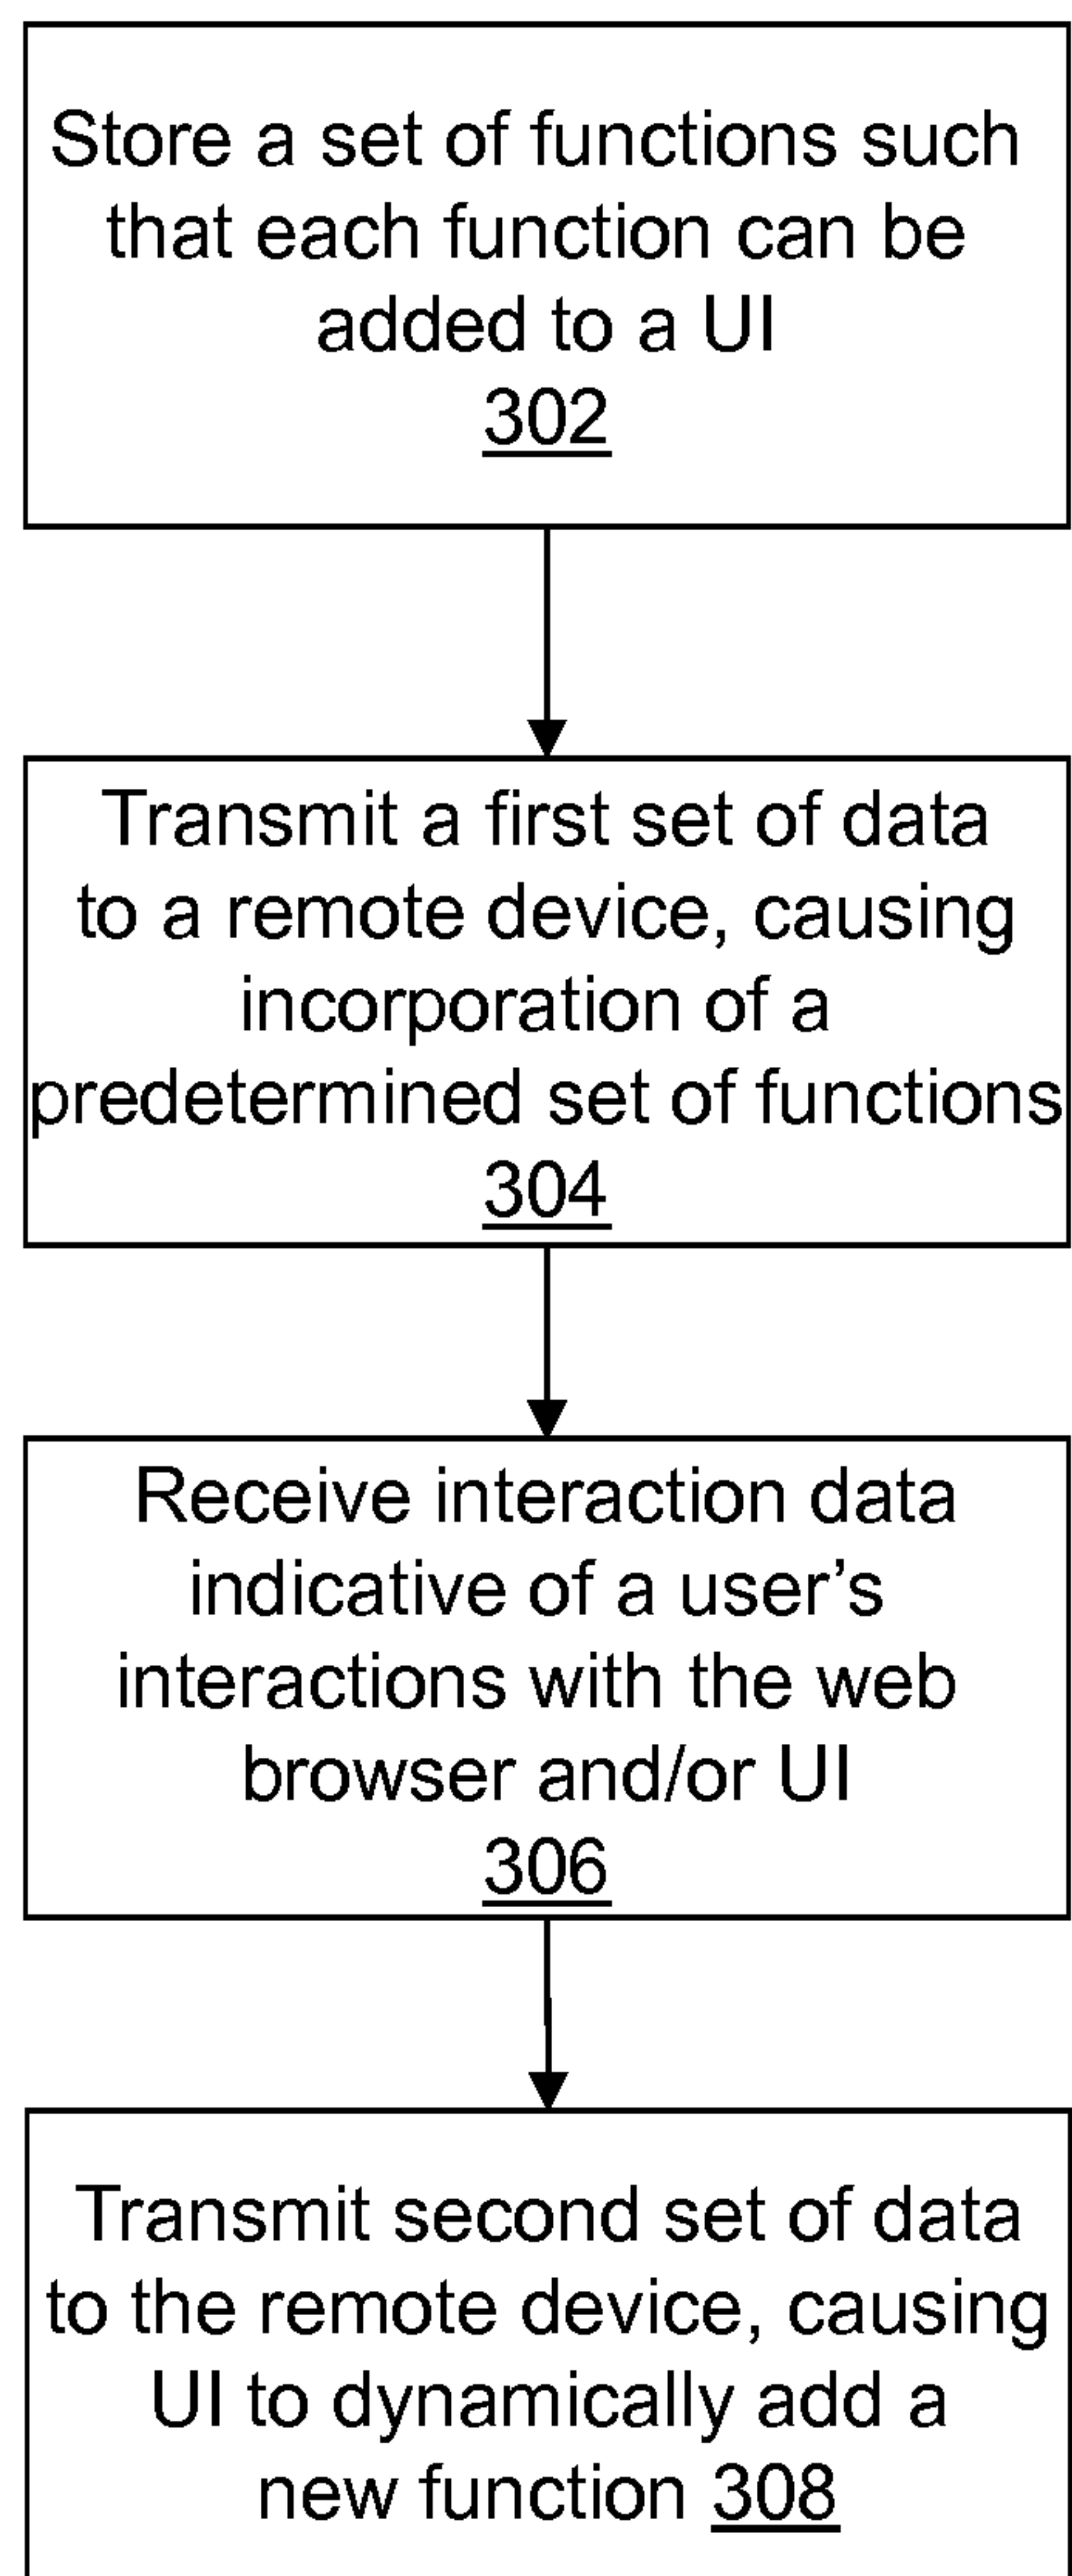 Store a set of functions such
that each function can be
added to a UI
302
Transmit a first set of data
to a remote device, causing
incorporation of a
predetermined set of functions
304
Receive interaction data
indicative of a user’s
interactions with the web
browser and/or UI
306
Transmit second set of data
to the remote device, causing
UI to dynamically add a
new function 308